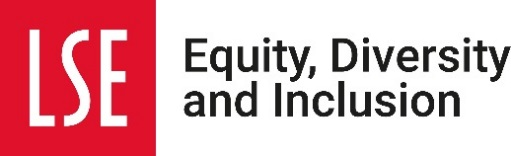 LSE
Equity, Diversity
and Inclusion